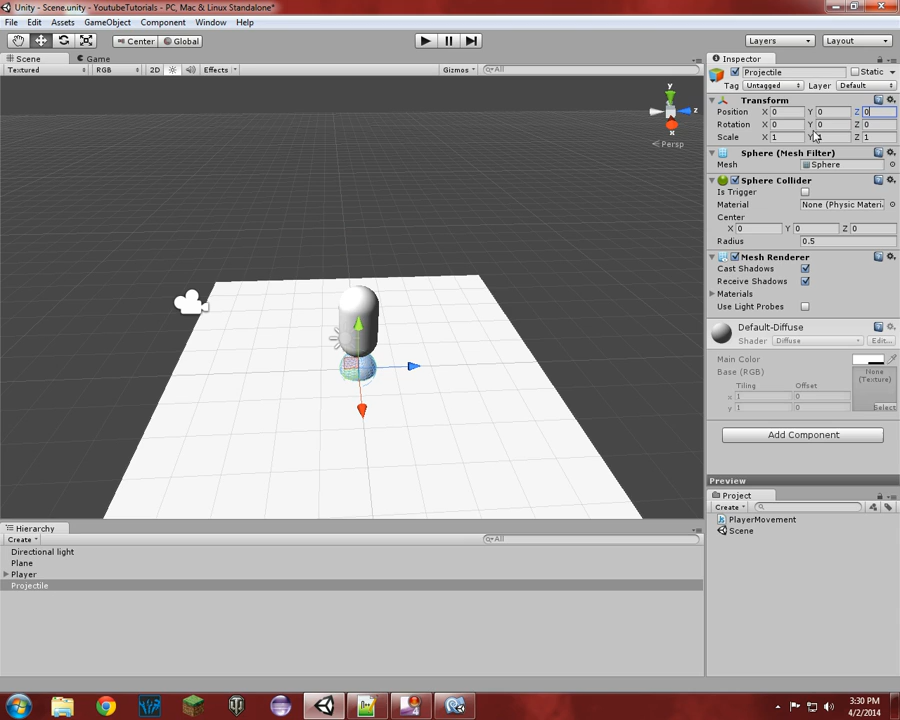 Unity - Scene.unity - YoutubeTutorials - PC, Mac & Linux Standalone*
File Edit Assets GameObject Component Window Help
Center Global Layers Layout
Scene Game
Textured RGB 2D Effects Gizmos All
y
z
x
Persp
Inspector
Projectile Static
Tag Untagged Layer Default
Transform
Position X 0 Y 0 Z 0
Rotation X 0 Y 0 Z 0
Scale X 1 Y 1 Z 1
Sphere (Mesh Filter)
Mesh Sphere
Sphere Collider
Is Trigger
Material None (Physic Materi
Center
X 0 Y 0 Z 0
Radius 0.5
Mesh Renderer
Cast Shadows
Receive Shadows
Materials
Use Light Probes
Default-Diffuse
Shader Diffuse Edit...
Main Color
Base (RGB) None (Texture)
Tiling Offset
x 1 0
y 1 0 Select
Add Component
Preview
Project
Create
PlayerMovement
Scene
Hierarchy
Create All
Directional light
Plane
Player
Projectile
3:30 PM
4/2/2014